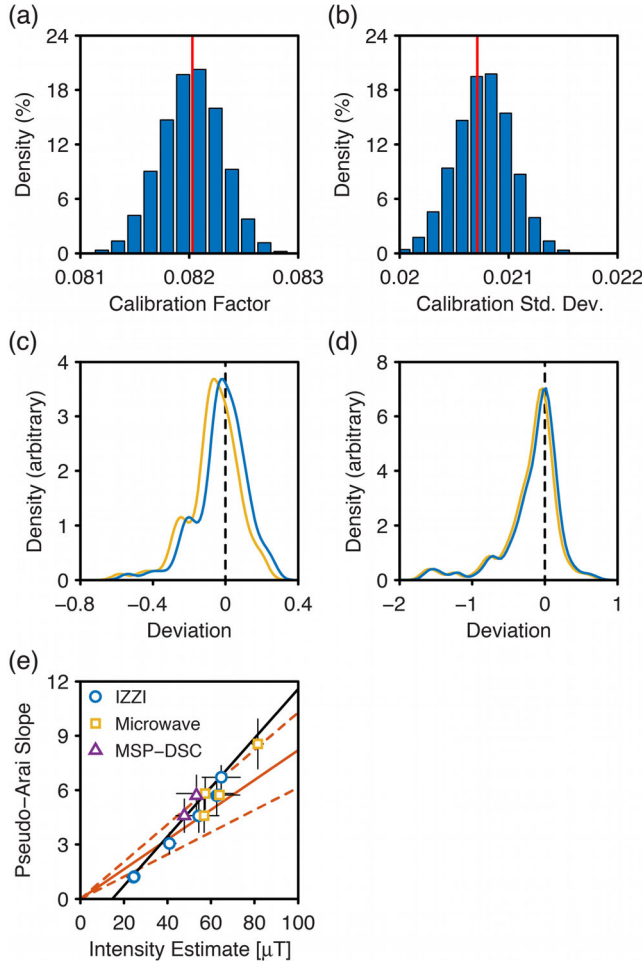 (a)
24
18
12
6
0
Density (%)
0.081
0.082
0.083
Calibration Factor
(b)
24
18
12
6
0
Density (%)
0.02
0.021
0.022
Calibration Std. Dev.
(c)
4
3
2
1
0
Density (arbitrary)
−0.8
−0.4
0
0.4
Deviation
(d)
8
6
4
2
0
Density (arbitrary)
−2
−1
0
1
Deviation
(e)
12
9
6
3
0
Pseudo−Arai Slope
IZZI
Microwave
MSP−DSC
0
20
40
60
80
100
Intensity Estimate [μT]